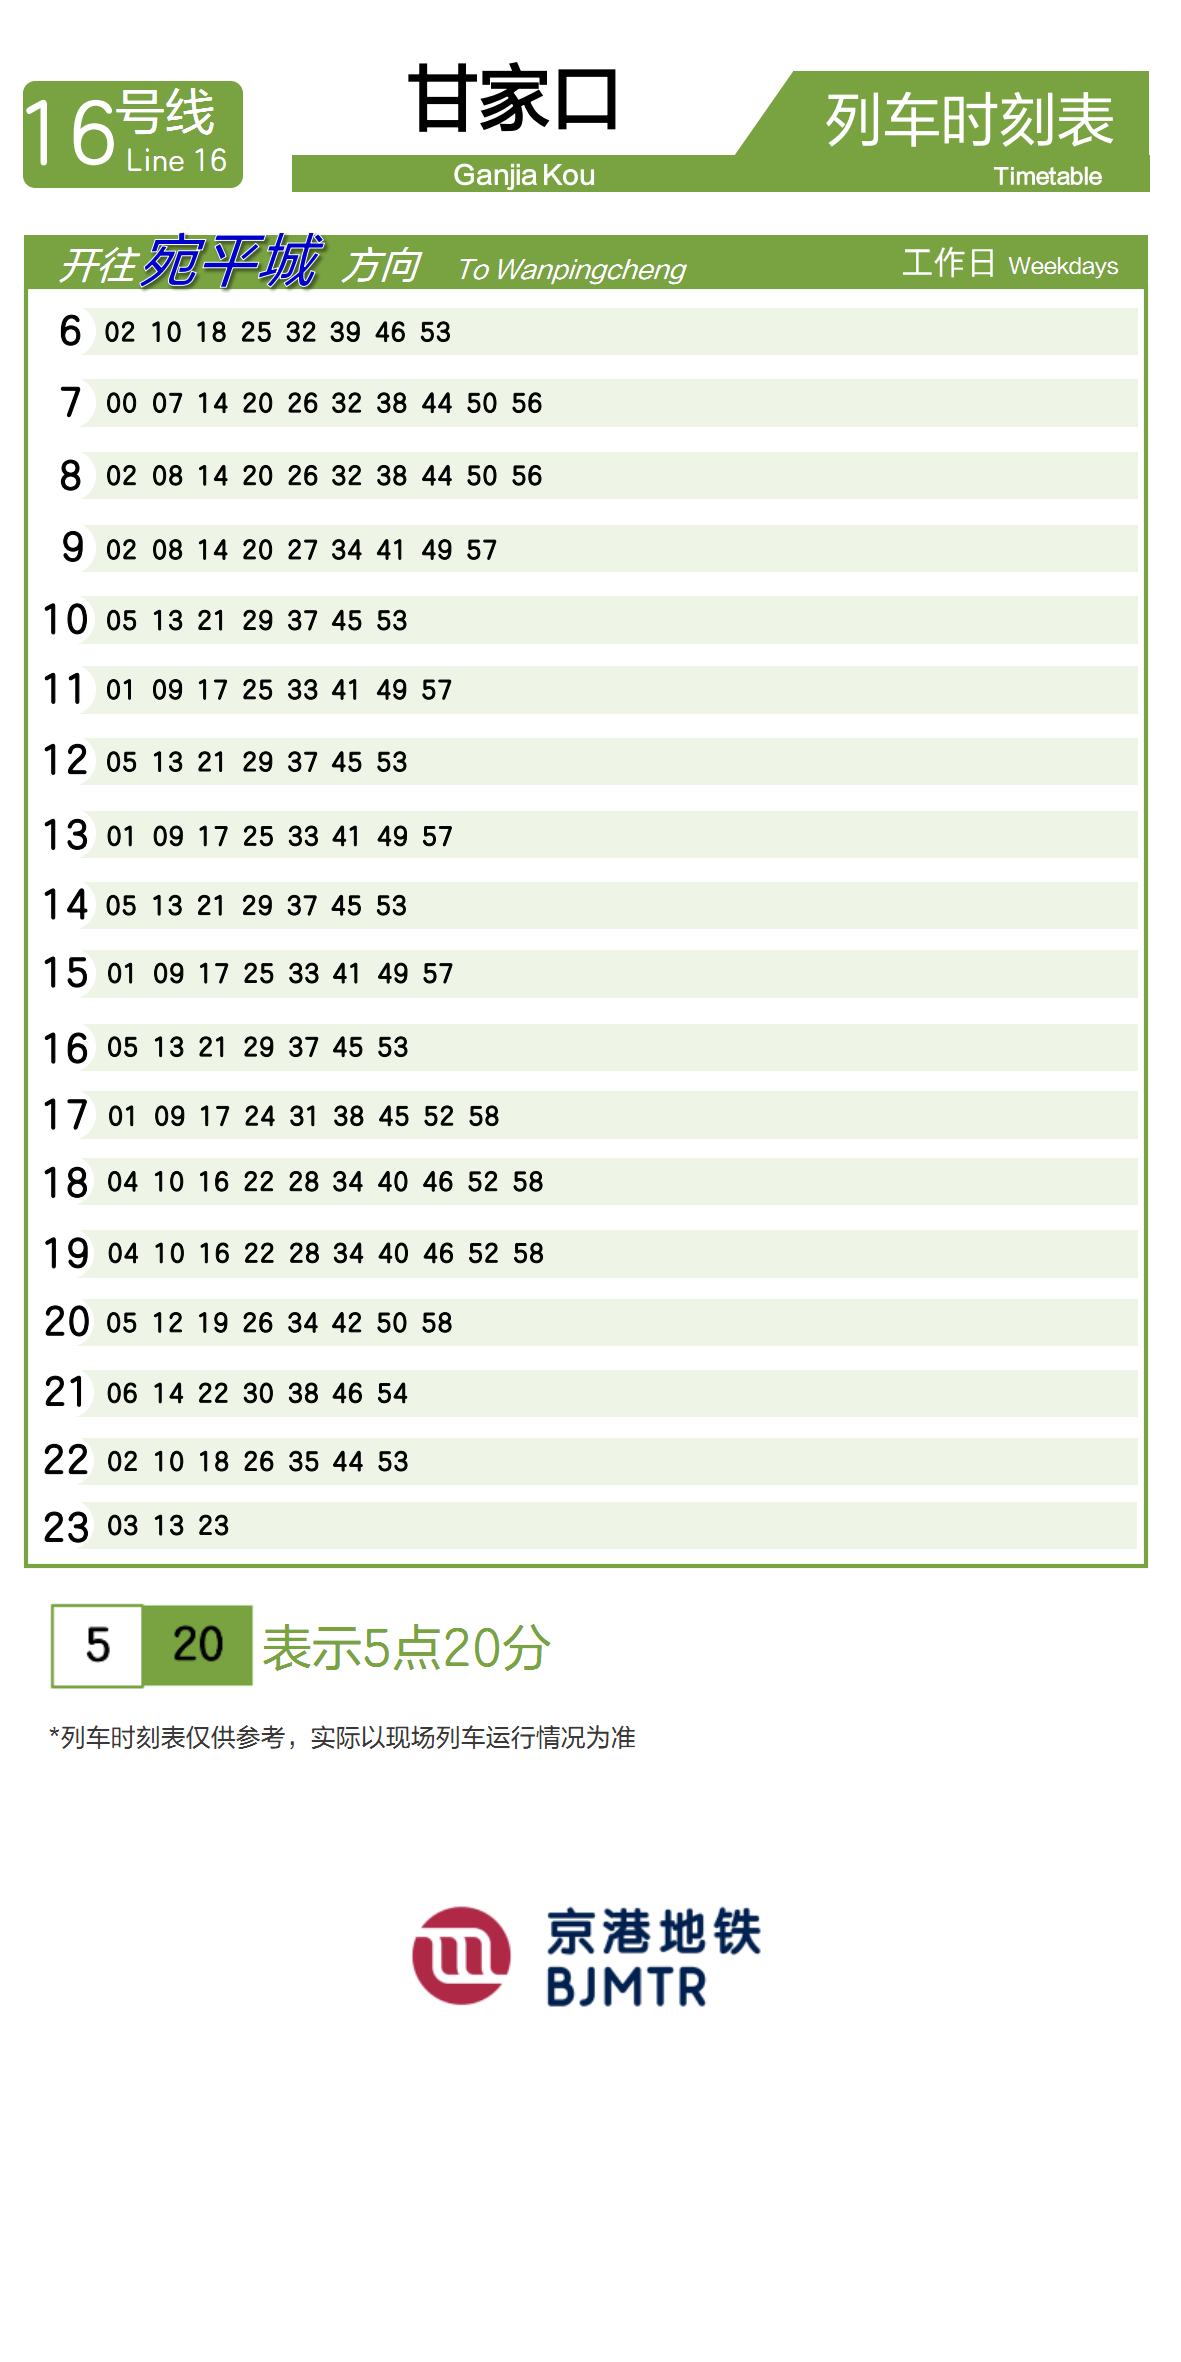 16号线
Line 16
甘家口
Ganjia Kou
列车时刻表
Timetable
开往宛平城 方向 To Wanpingcheng 工作日 Weekdays
6 02 10 18 25 32 39 46 53
7 00 07 14 20 26 32 38 44 50 56
8 02 08 14 20 26 32 38 44 50 56
9 02 08 14 20 27 34 41 49 57
10 05 13 21 29 37 45 53
11 01 09 17 25 33 41 49 57
12 05 13 21 29 37 45 53
13 01 09 17 25 33 41 49 57
14 05 13 21 29 37 45 53
15 01 09 17 25 33 41 49 57
16 05 13 21 29 37 45 53
17 01 09 17 24 31 38 45 52 58
18 04 10 16 22 28 34 40 46 52 58
19 04 10 16 22 28 34 40 46 52 58
20 05 12 19 26 34 42 50 58
21 06 14 22 30 38 46 54
22 02 10 18 26 35 44 53
23 03 13 23
5 20 表示5点20分
*列车时刻表仅供参考，实际以现场列车运行情况为准
京港地铁
BJMTR